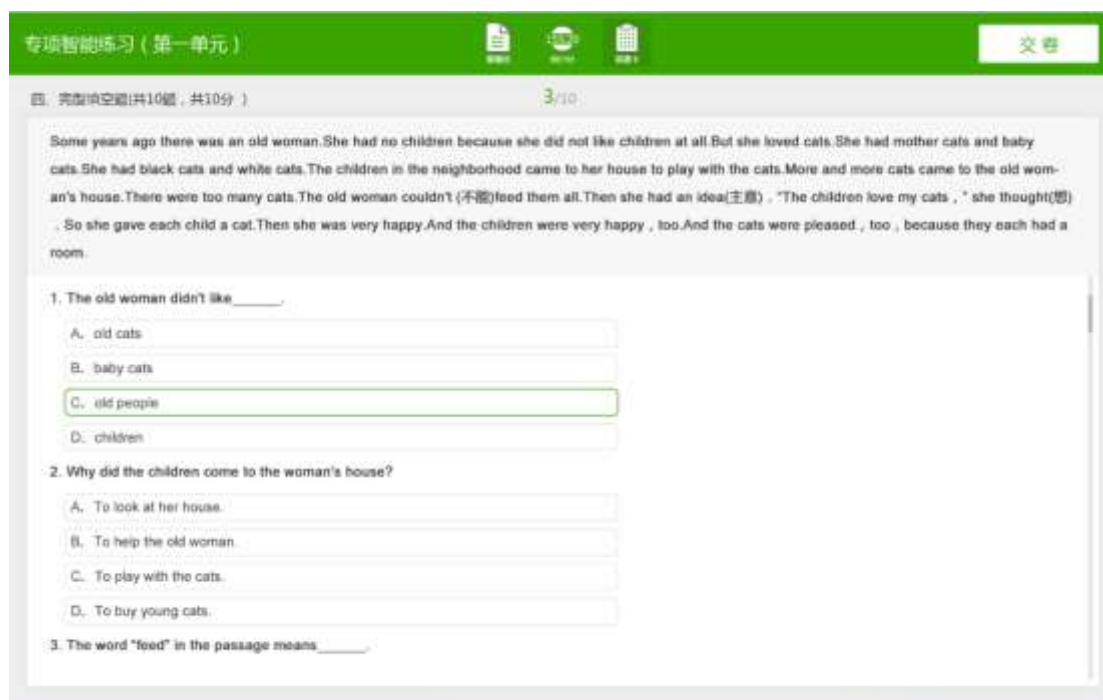 专项智能练习（第一单元）
交卷
四、完型填空题(共10题，共10分 ）
3/10
Some years ago there was an old woman.She had no children because she did not like children at all.But she loved cats.She had mother cats and baby
cats.She had black cats and white cats.The children in the neighborhood came to her house to play with the cats.More and more cats came to the old wom-
an's house.There were too many cats.The old woman couldn't (不能)feed them all.Then she had an idea(主意)．"The children love my cats , " she thought(想)
. So she gave each child a cat.Then she was very happy.And the children were very happy , too.And the cats were pleased , too , because they each had a
room.
1. The old woman didn't like______.
A. old cats
B. baby cats
C. old people
D. children
2. Why did the children come to the woman's house?
A. To look at her house.
B. To help the old woman.
C. To play with the cats.
D. To buy young cats.
3. The word "feed" in the passage means______.